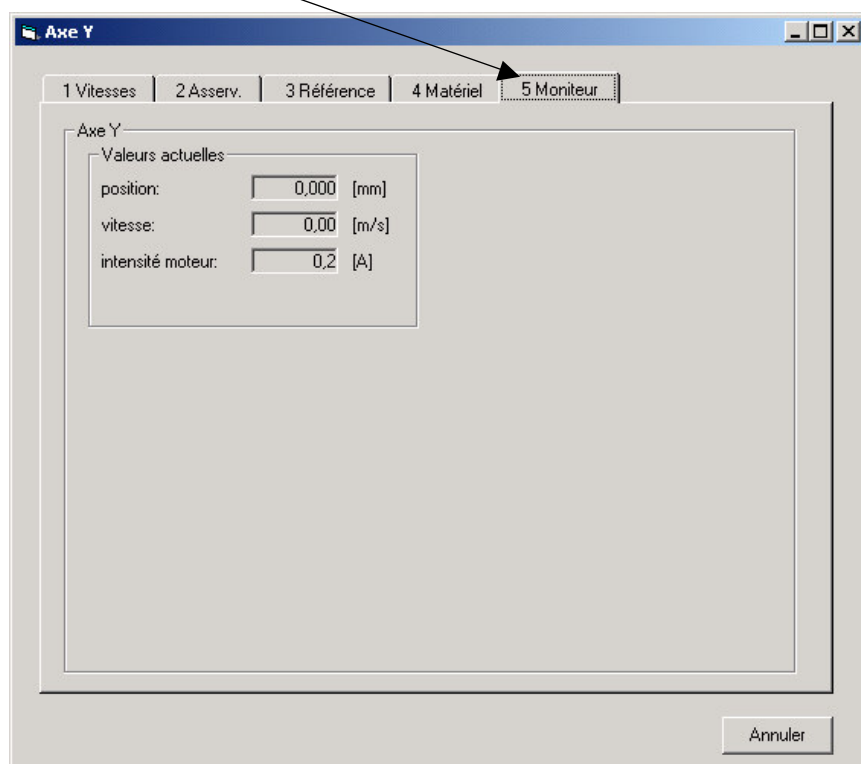 Axe Y
1 Vitesses 2 Asserv. 3 Référence 4 Matériel 5 Moniteur
Axe Y
Valeurs actuelles
position: 0,000 [mm]
vitesse: 0,00 [m/s]
intensité moteur: 0,2 [A]
Annuler